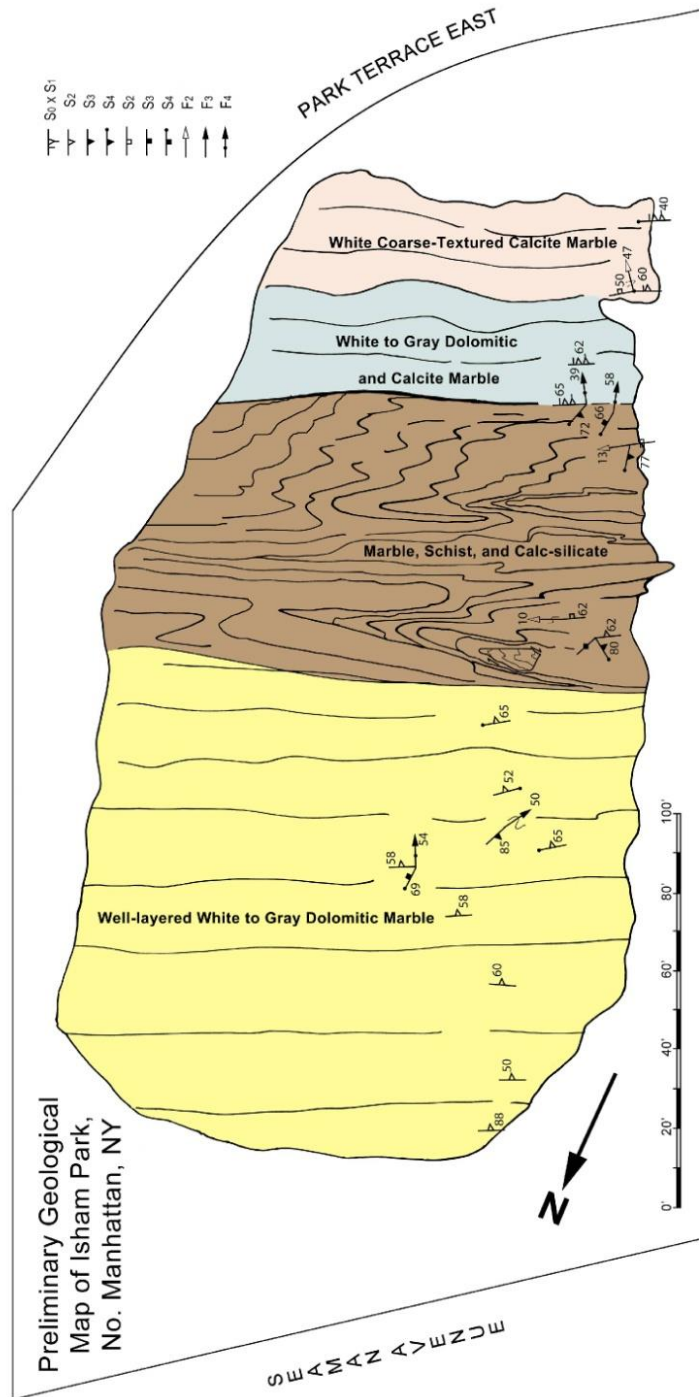 Preliminary Geological
Map of Isham Park,
No. Manhattan, NY
S₀ x S₁
S₂
S₃
S₄
S₂
S₃
S₄
F₂
F₃
F₄
PARK TERRACE EAST
White Coarse-Textured Calcite Marble
40
47
50
60
White to Gray Dolomitic
and Calcite Marble
62
39
65
58
72
66
Marble, Schist, and Calc-silicate
13
77
10
62
62
80
Well-layered White to Gray Dolomitic Marble
65
52
50
85
65
58
54
69
58
60
50
88
N
0'
20'
40'
60'
80'
100'
SEAMAN AVENUE